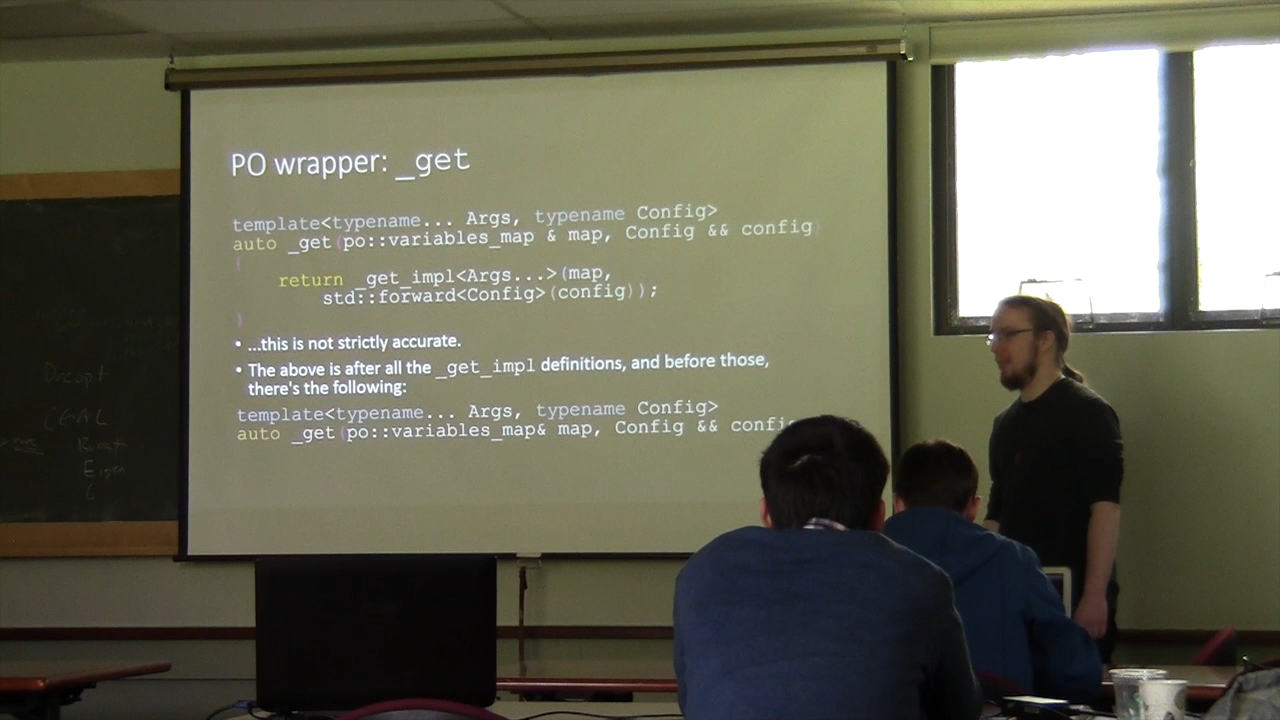 PO wrapper: _get
template<typename... Args, typename Config>
auto _get(po::variables_map & map, Config && config)
{
return _get_impl<Args...>(map,
std::forward<Config>(config));
}
• ...this is not strictly accurate.
• The above is after all the _get_impl definitions, and before those,
there's the following:
template<typename... Args, typename Config>
auto _get(po::variables_map& map, Config && config
CGAL